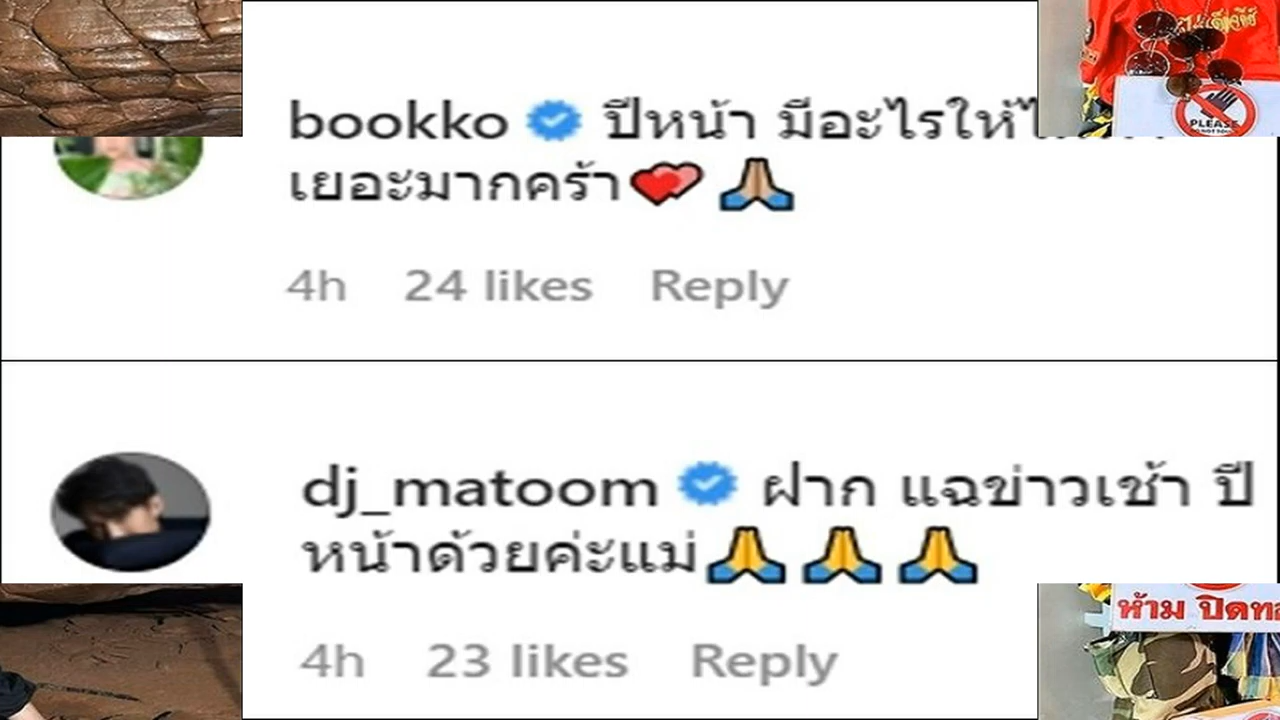 bookko ปีหน้า มีอะไรให้
เยอะมากคร้า💕🙏🏼
4h 24 likes Reply
dj_matoom ฝาก แฉข่าวเช้า ปี
หน้าด้วยค่ะแม่🙏🙏🙏
4h 23 likes Reply
PLEASE
ห้าม ปิดทอ